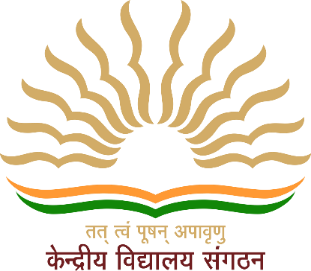 तत् त्वं पूषन् अपावृणु
केन्द्रीय विद्यालय संगठन